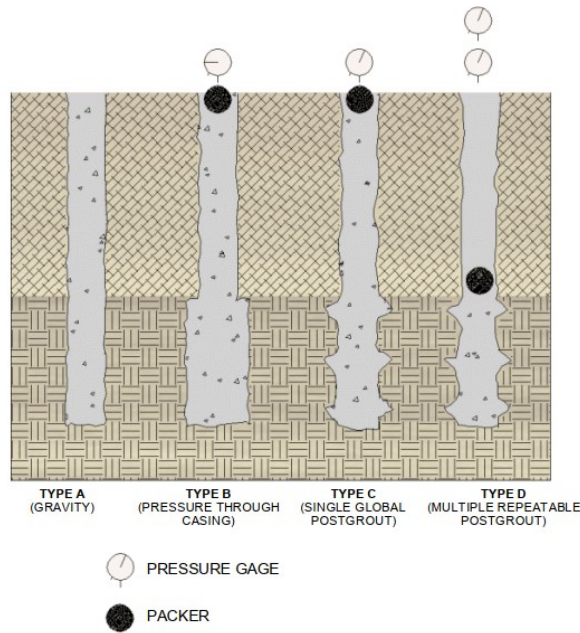 TYPE A
(GRAVITY)
TYPE B
(PRESSURE THROUGH
CASING)
TYPE C
(SINGLE GLOBAL
POSTGROUT)
TYPE D
(MULTIPLE REPEATABLE
POSTGROUT)
PRESSURE GAGE
PACKER